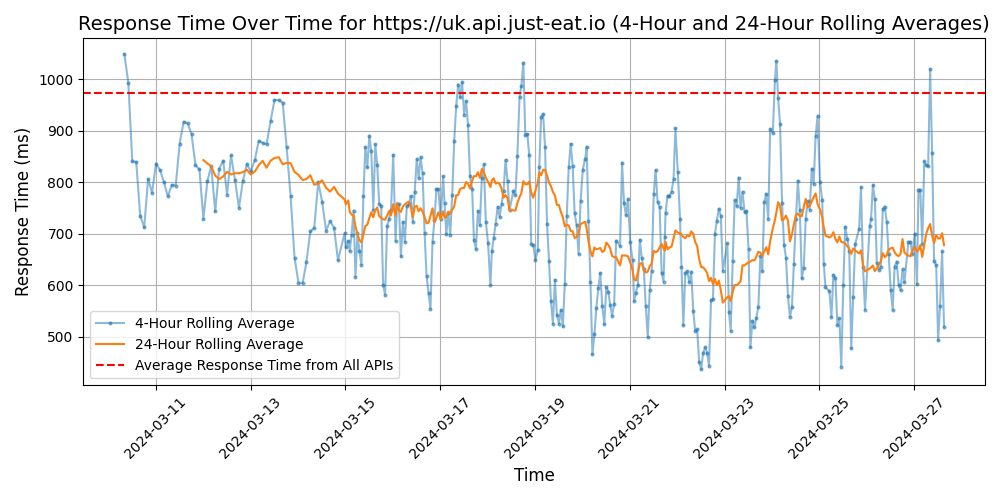 Response Time Over Time for https://uk.api.just-eat.io (4-Hour and 24-Hour Rolling Averages)
Response Time (ms)
1000
900
800
700
600
500
4-Hour Rolling Average
24-Hour Rolling Average
Average Response Time from All APIs
2024-03-11
2024-03-13
2024-03-15
2024-03-17
2024-03-19
2024-03-21
2024-03-23
2024-03-25
2024-03-27
Time